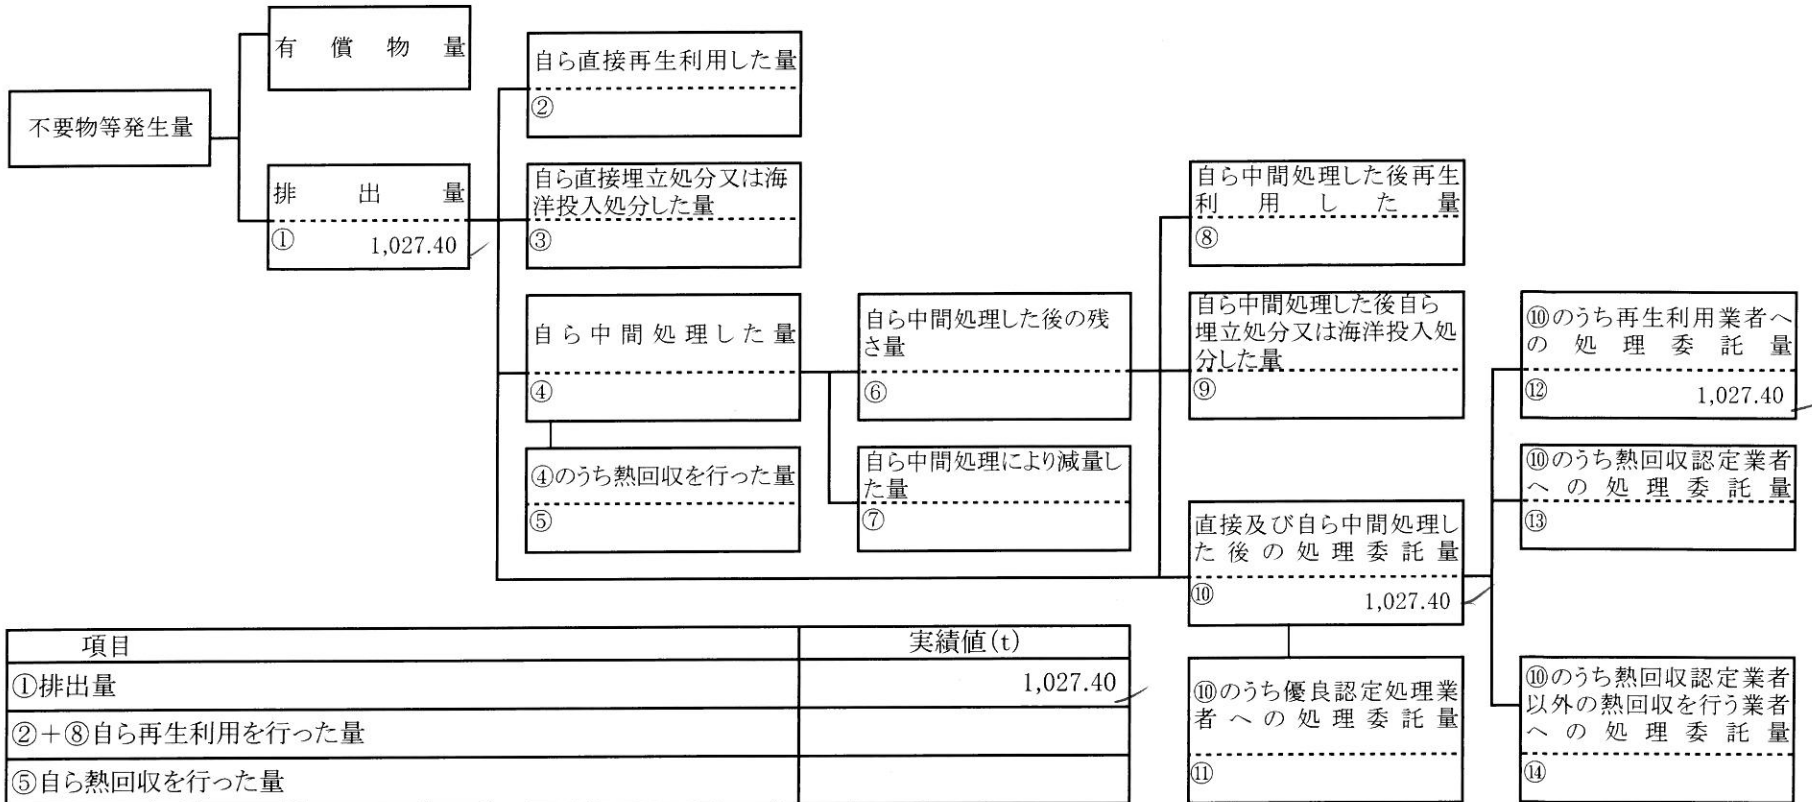 不要物等発生量
有償物量
排出量
① 1,027.40
自ら直接再生利用した量
②
自ら直接埋立処分又は海
洋投入処分した量
③
自ら中間処理した量
④
④のうち熱回収を行った量
⑤
自ら中間処理した後の残
さ量
⑥
自ら中間処理により減量し
た量
⑦
自ら中間処理した後再生
利用した量
⑧
自ら中間処理した後自ら
埋立処分又は海洋投入処
分した量
⑨
直接及び自ら中間処理し
た後の処理委託量
⑩ 1,027.40
⑩のうち優良認定処理業
者への処理委託量
⑪
⑩のうち再生利用業者へ
の処理委託量
⑫ 1,027.40
⑩のうち熱回収認定業者
への処理委託量
⑬
⑩のうち熱回収認定業者
以外の熱回収を行う業者
への処理委託量
⑭
項目 実績値(t)
①排出量 1,027.40
②+⑧自ら再生利用を行った量
⑤自ら熱回収を行った量